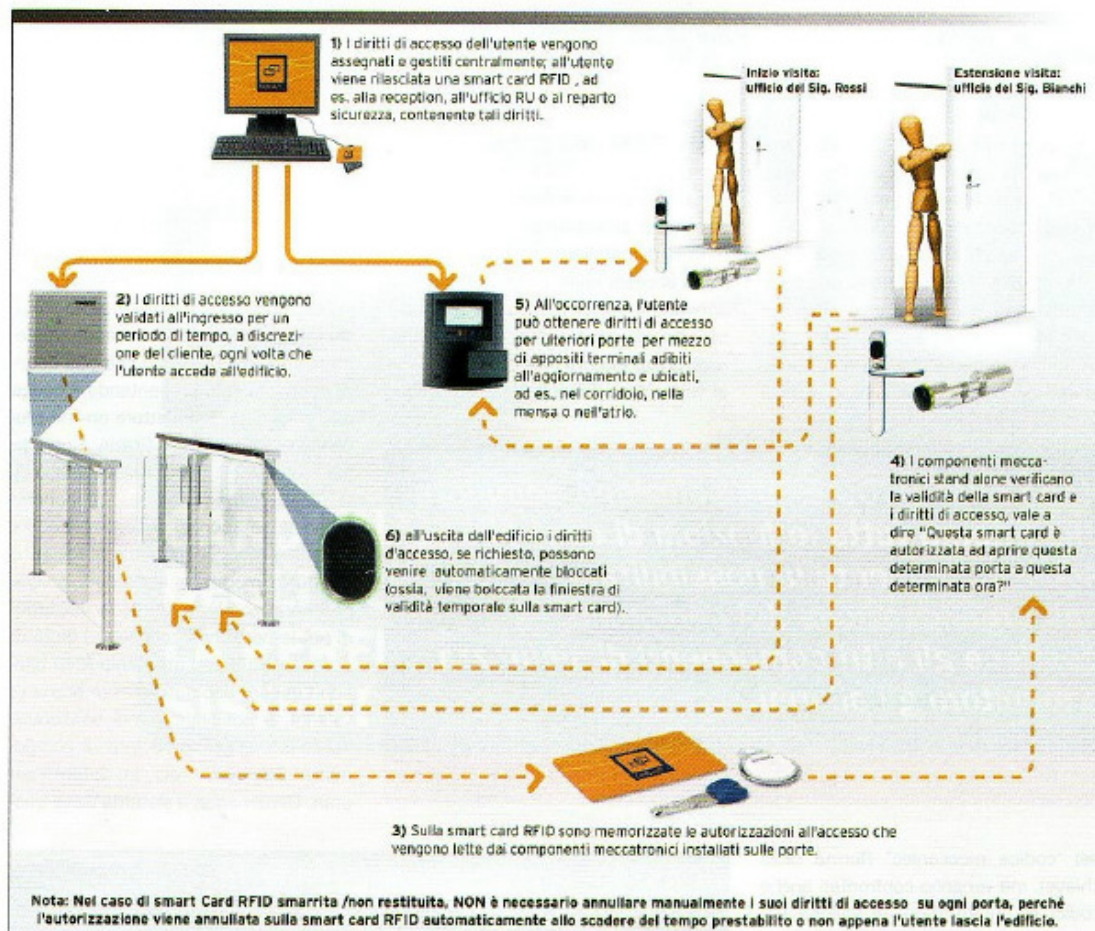 1) I diritti di accesso dell'utente vengono
assegnati e gestiti centralmente; all'utente
viene rilasciata una smart card RFID , ad
es. alla reception, all'ufficio RU o al reparto
sicurezza, contenente tali diritti.
Inizio visita:
ufficio del Sig. Rossi
Estensione visita:
ufficio del Sig. Bianchi
2) I diritti di accesso vengono
validati all'ingresso per un
periodo di tempo, a discrezi-
one del cliente, ogni volta che
l'utente accede all'edificio.
5) All'occorrenza, l'utente
può ottenere diritti di accesso
per ulteriori porte per mezzo
di appositi terminali adibiti
all'aggiornamento e ubicati,
ad es., nel corridoio, nella
mensa o nell'atrio.
4) I componenti mecca-
tronici stand alone verificano
la validità della smart card e
i diritti di accesso, vale a
dire "Questa smart card è
autorizzata ad aprire questa
determinata porta a questa
determinata ora?"
6) all'uscita dall'edificio i diritti
d'accesso, se richiesto, possono
venire automaticamente bloccati
(ossia, viene bolccata la finiestra di
validità temporale sulla smart card).
3) Sulla smart card RFID sono memorizzate le autorizzazioni all'accesso che
vengono lette dai componenti meccatronici installati sulle porte.
Nota: Nel caso di smart Card RFID smarrita /non restituita, NON è necessario annullare manualmente i suoi diritti di accesso su ogni porta, perché
l'autorizzazione viene annullata sulla smart card RFID automaticamente allo scadere del tempo prestabilito o non appena l'utente lascia l'edificio.